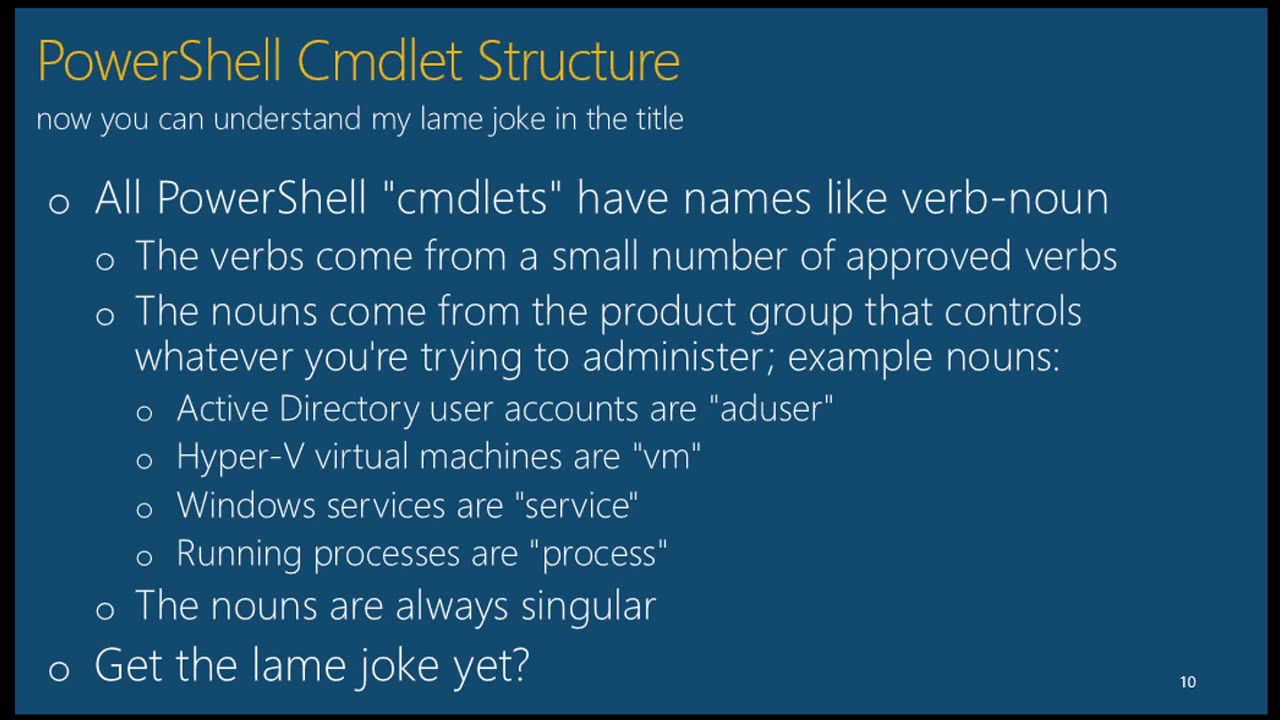 PowerShell Cmdlet Structure
now you can understand my lame joke in the title
o All PowerShell "cmdlets" have names like verb-noun
o The verbs come from a small number of approved verbs
o The nouns come from the product group that controls
whatever you're trying to administer; example nouns:
o Active Directory user accounts are "aduser"
o Hyper-V virtual machines are "vm"
o Windows services are "service"
o Running processes are "process"
o The nouns are always singular
o Get the lame joke yet?
10